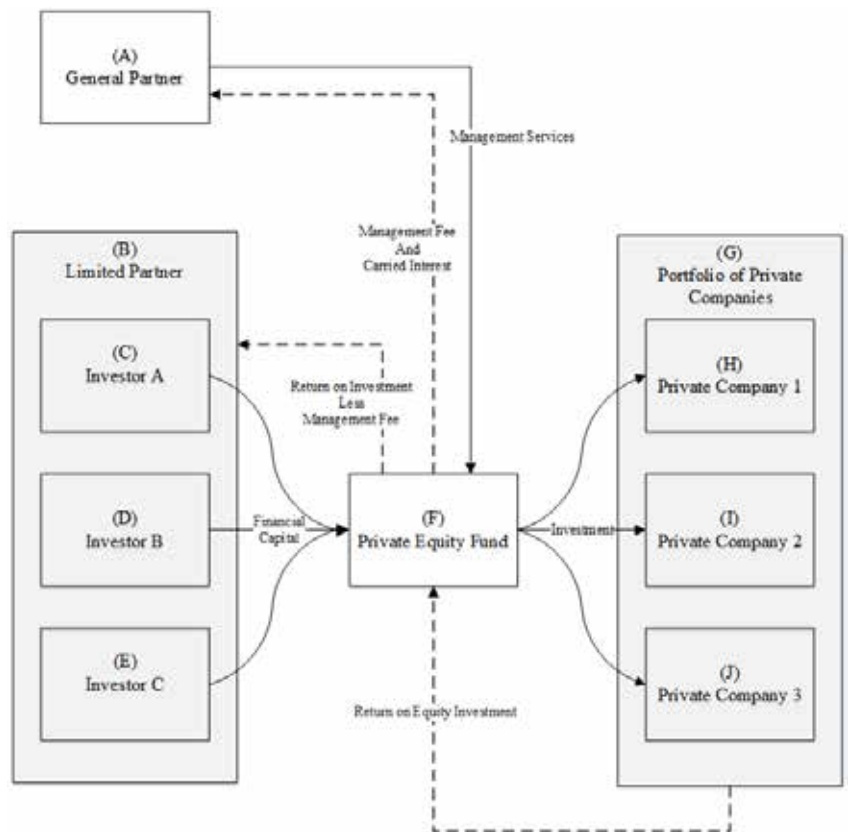 (A)
General Partner
Management Services
Management Fee
And
Carried Interest
(B)
Limited Partner
(G)
Portfolio of Private
Companies
(C)
Investor A
(H)
Private Company 1
Return on Investment
Less
Management Fee
(D)
Investor B
Financial
Capital
(F)
Private Equity Fund
Investment
(I)
Private Company 2
(E)
Investor C
(J)
Private Company 3
Return on Equity Investment